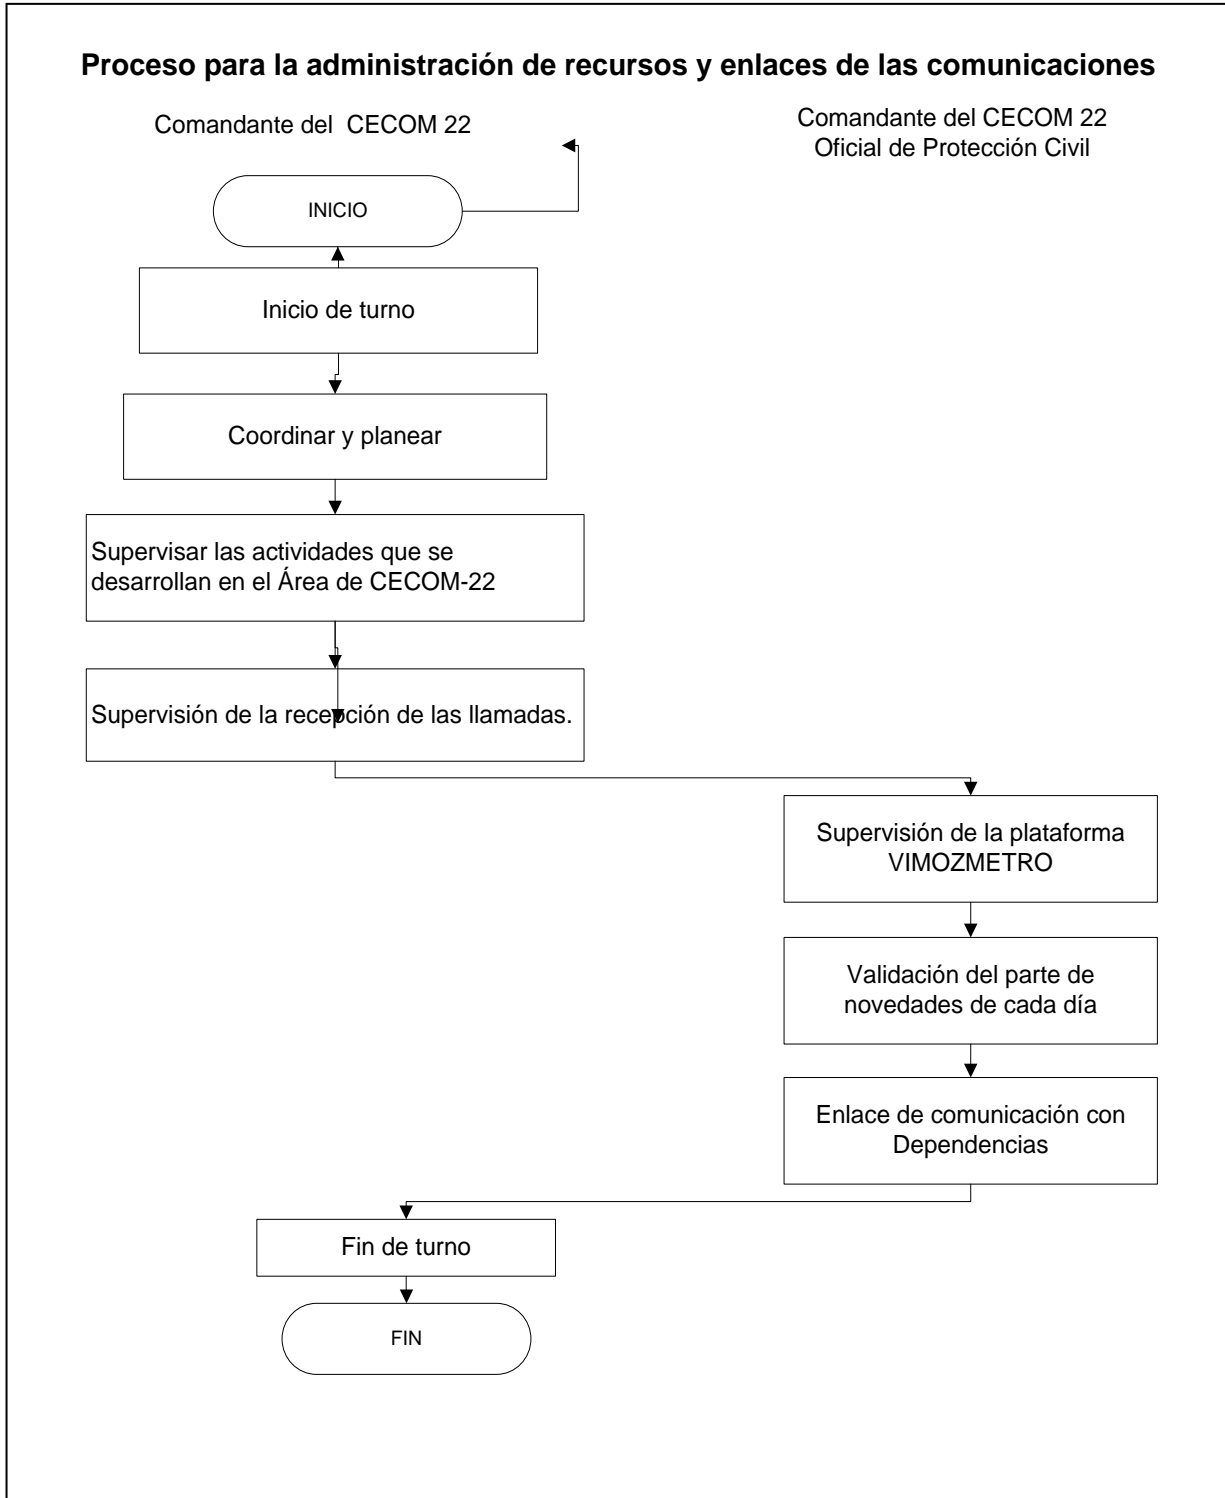 Proceso para la administración de recursos y enlaces de las comunicaciones
Comandante del CECOM 22
Comandante del CECOM 22
Oficial de Protección Civil
INICIO
Inicio de turno
Coordinar y planear
Supervisar las actividades que se
desarrollan en el Área de CECOM-22
Supervisión de la recepción de las llamadas.
Supervisión de la plataforma
VIMOZMETRO
Validación del parte de
novedades de cada día
Enlace de comunicación con
Dependencias
Fin de turno
FIN